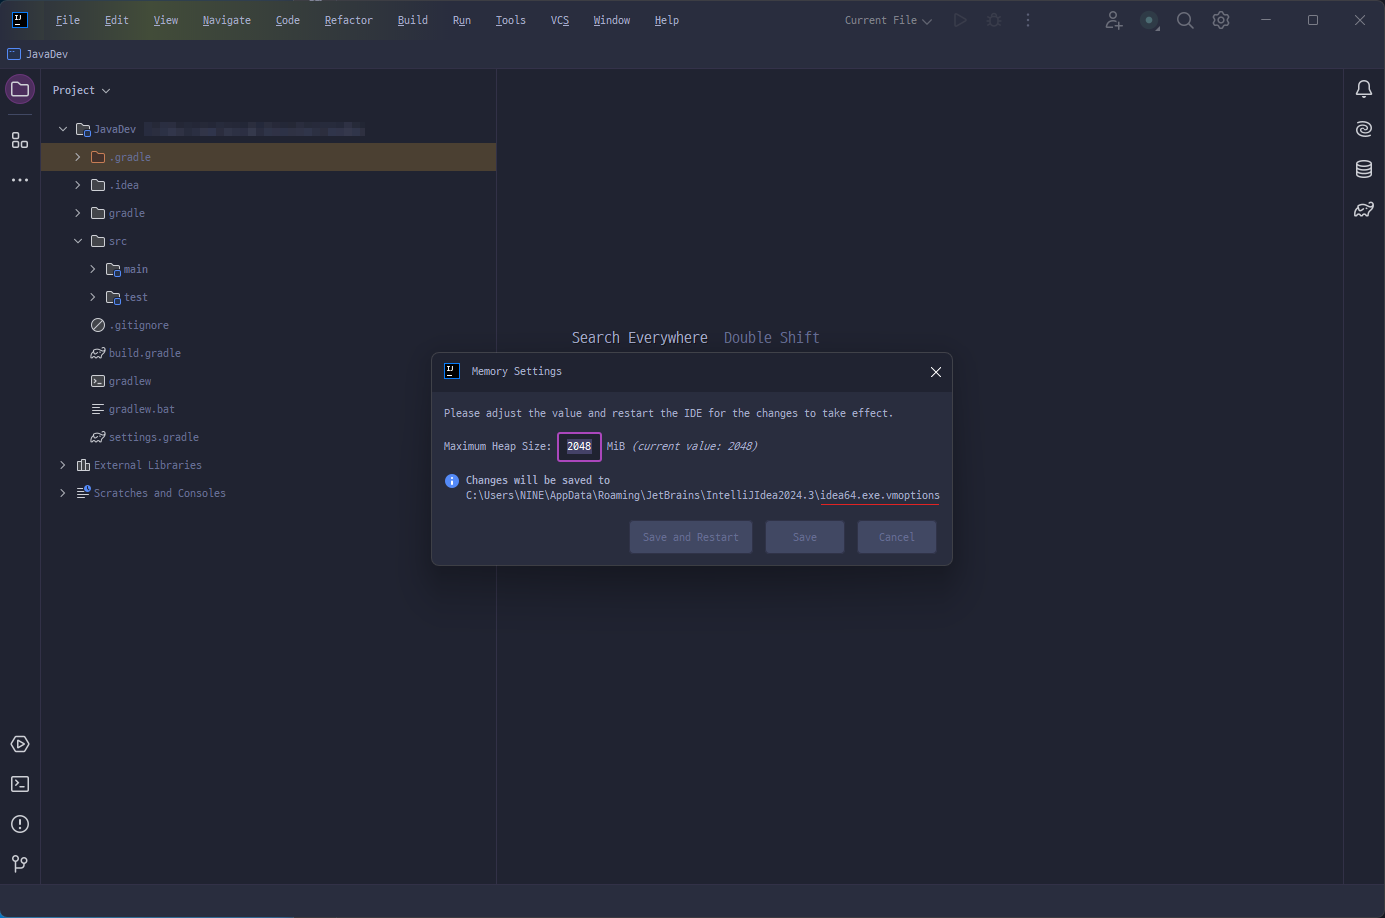 IJ File Edit View Navigate Code Refactor Build Run Tools VCS Window Help Current File
JavaDev
Project
JavaDev
.gradle
.idea
gradle
src
main
test
.gitignore
build.gradle
gradlew
gradlew.bat
settings.gradle
External Libraries
Scratches and Consoles
Search Everywhere Double Shift
IJ Memory Settings
Please adjust the value and restart the IDE for the changes to take effect.
Maximum Heap Size: 2048 MiB (current value: 2048)
Changes will be saved to
C:\Users\NINE\AppData\Roaming\JetBrains\IntelliJIdea2024.3\idea64.exe.vmoptions
Save and Restart Save Cancel